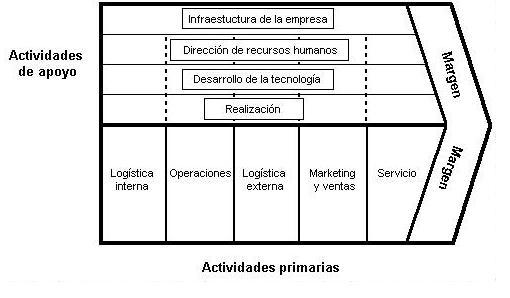 Infraestuctura de la empresa
Dirección de recursos humanos
Desarrollo de la tecnología
Realización
Actividades
de apoyo
Margen
Margen
Logística
interna
Operaciones
Logística
externa
Marketing
y ventas
Servicio
Actividades primarias